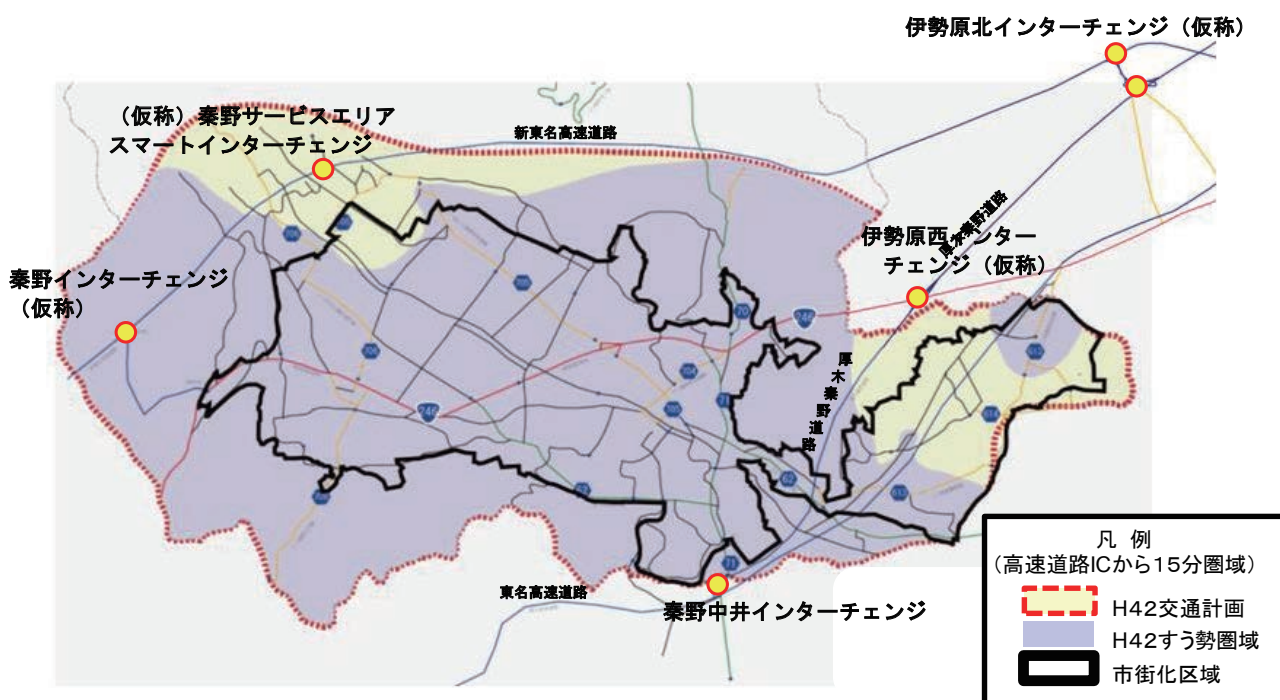 伊勢原北インターチェンジ（仮称）
（仮称）秦野サービスエリア
スマートインターチェンジ
新東名高速道路
厚木秦野道路
伊勢原西インター
チェンジ（仮称）
秦野インターチェンジ
（仮称）
70
246
厚木秦野道路
246
71
62
71
東名高速道路
秦野中井インターチェンジ
凡 例
（高速道路ICから15分圏域）
H42交通計画
H42すう勢圏域
市街化区域